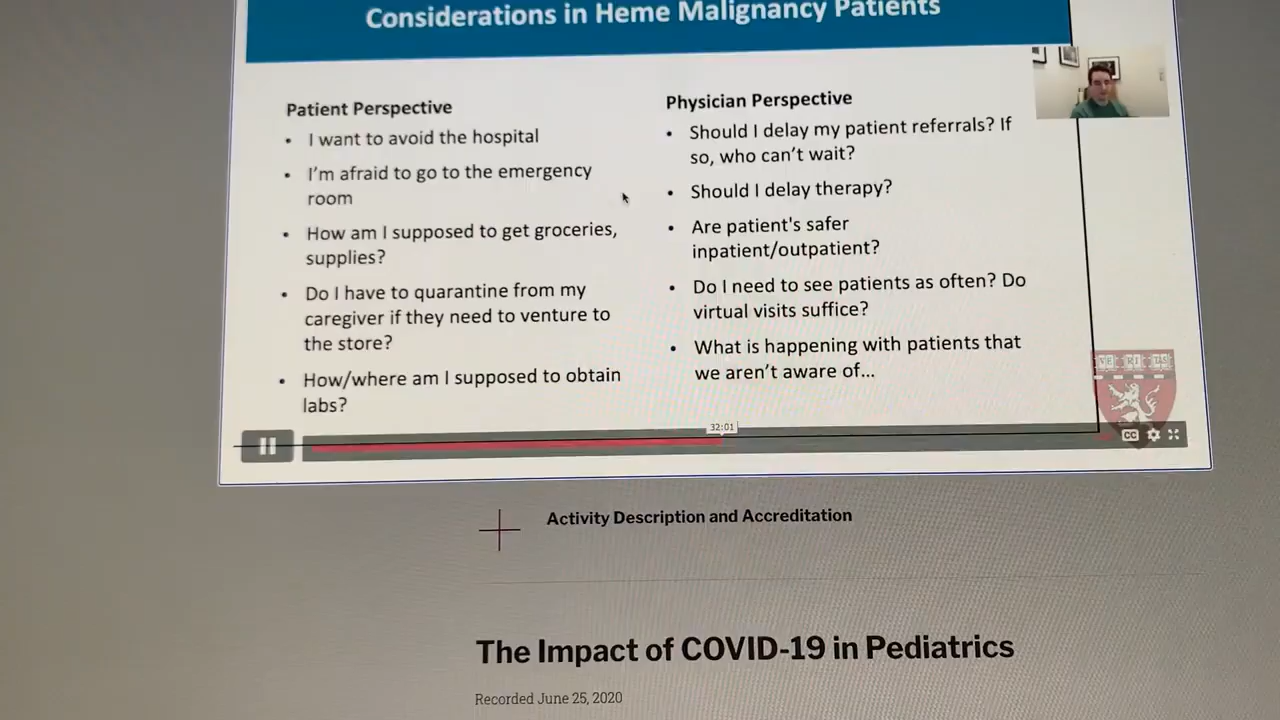 Considerations in Heme Malignancy Patients
Patient Perspective
• I want to avoid the hospital
• I'm afraid to go to the emergency
room
• How am I supposed to get groceries,
supplies?
• Do I have to quarantine from my
caregiver if they need to venture to
the store?
• How/where am I supposed to obtain
labs?
Physician Perspective
• Should I delay my patient referrals? If
so, who can't wait?
• Should I delay therapy?
• Are patient's safer
inpatient/outpatient?
• Do I need to see patients as often? Do
virtual visits suffice?
• What is happening with patients that
we aren't aware of...
VE RI TAS
32:01
CC
Activity Description and Accreditation
The Impact of COVID-19 in Pediatrics
Recorded June 25, 2020